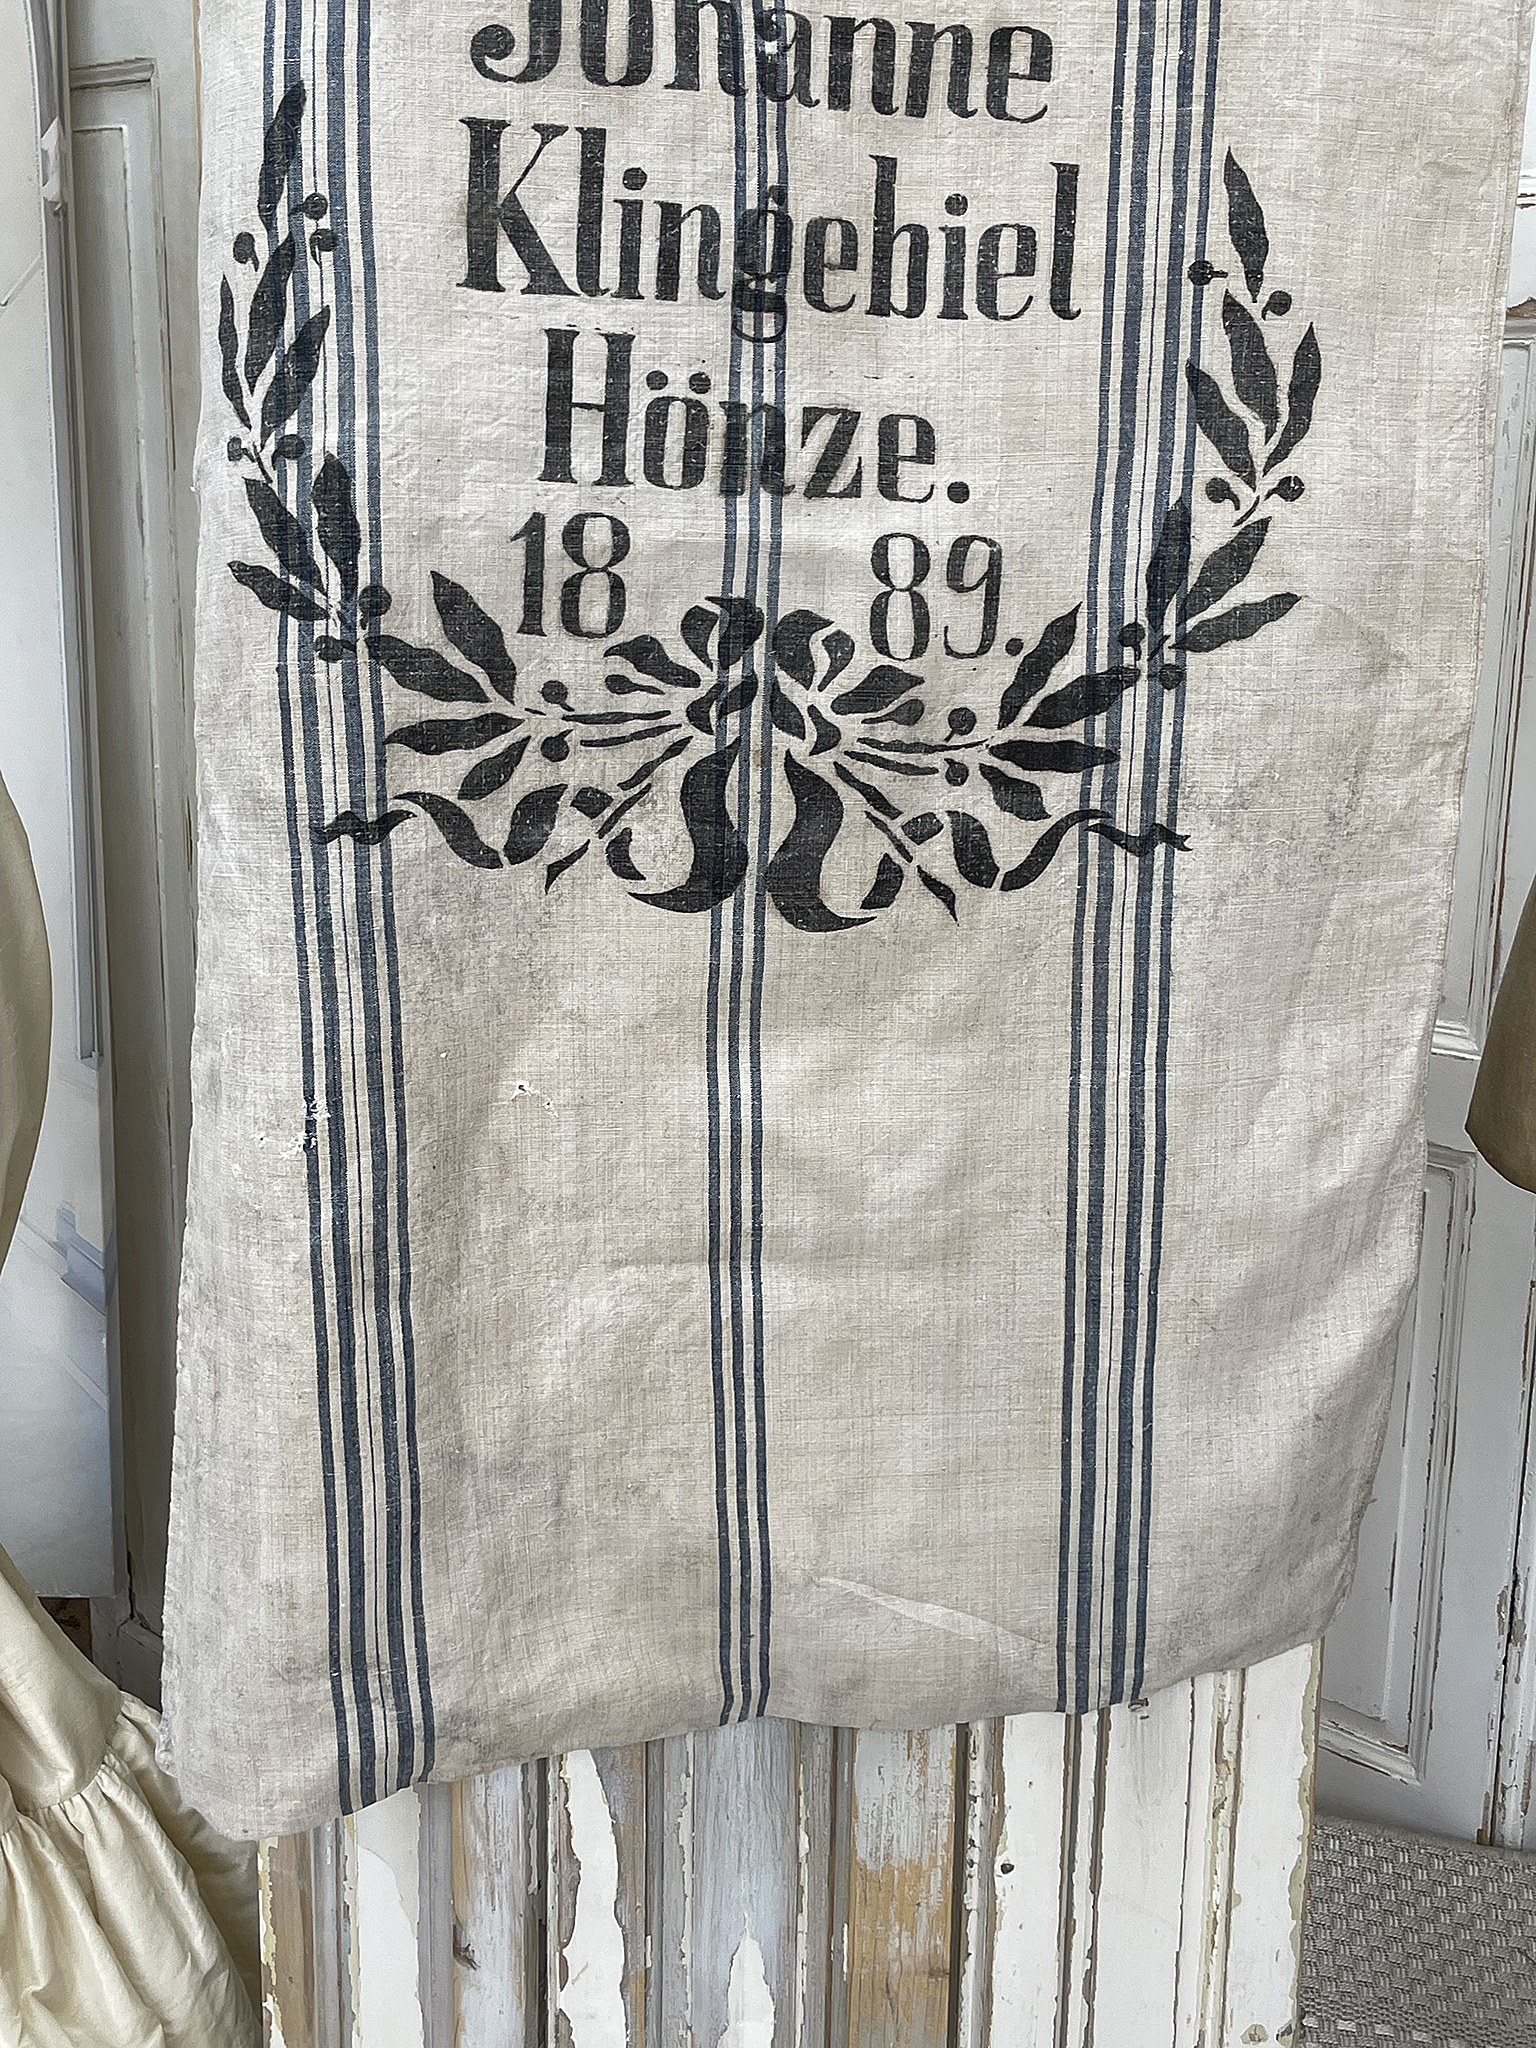 Johanne
Klingebiel
Hönze.
18 89.